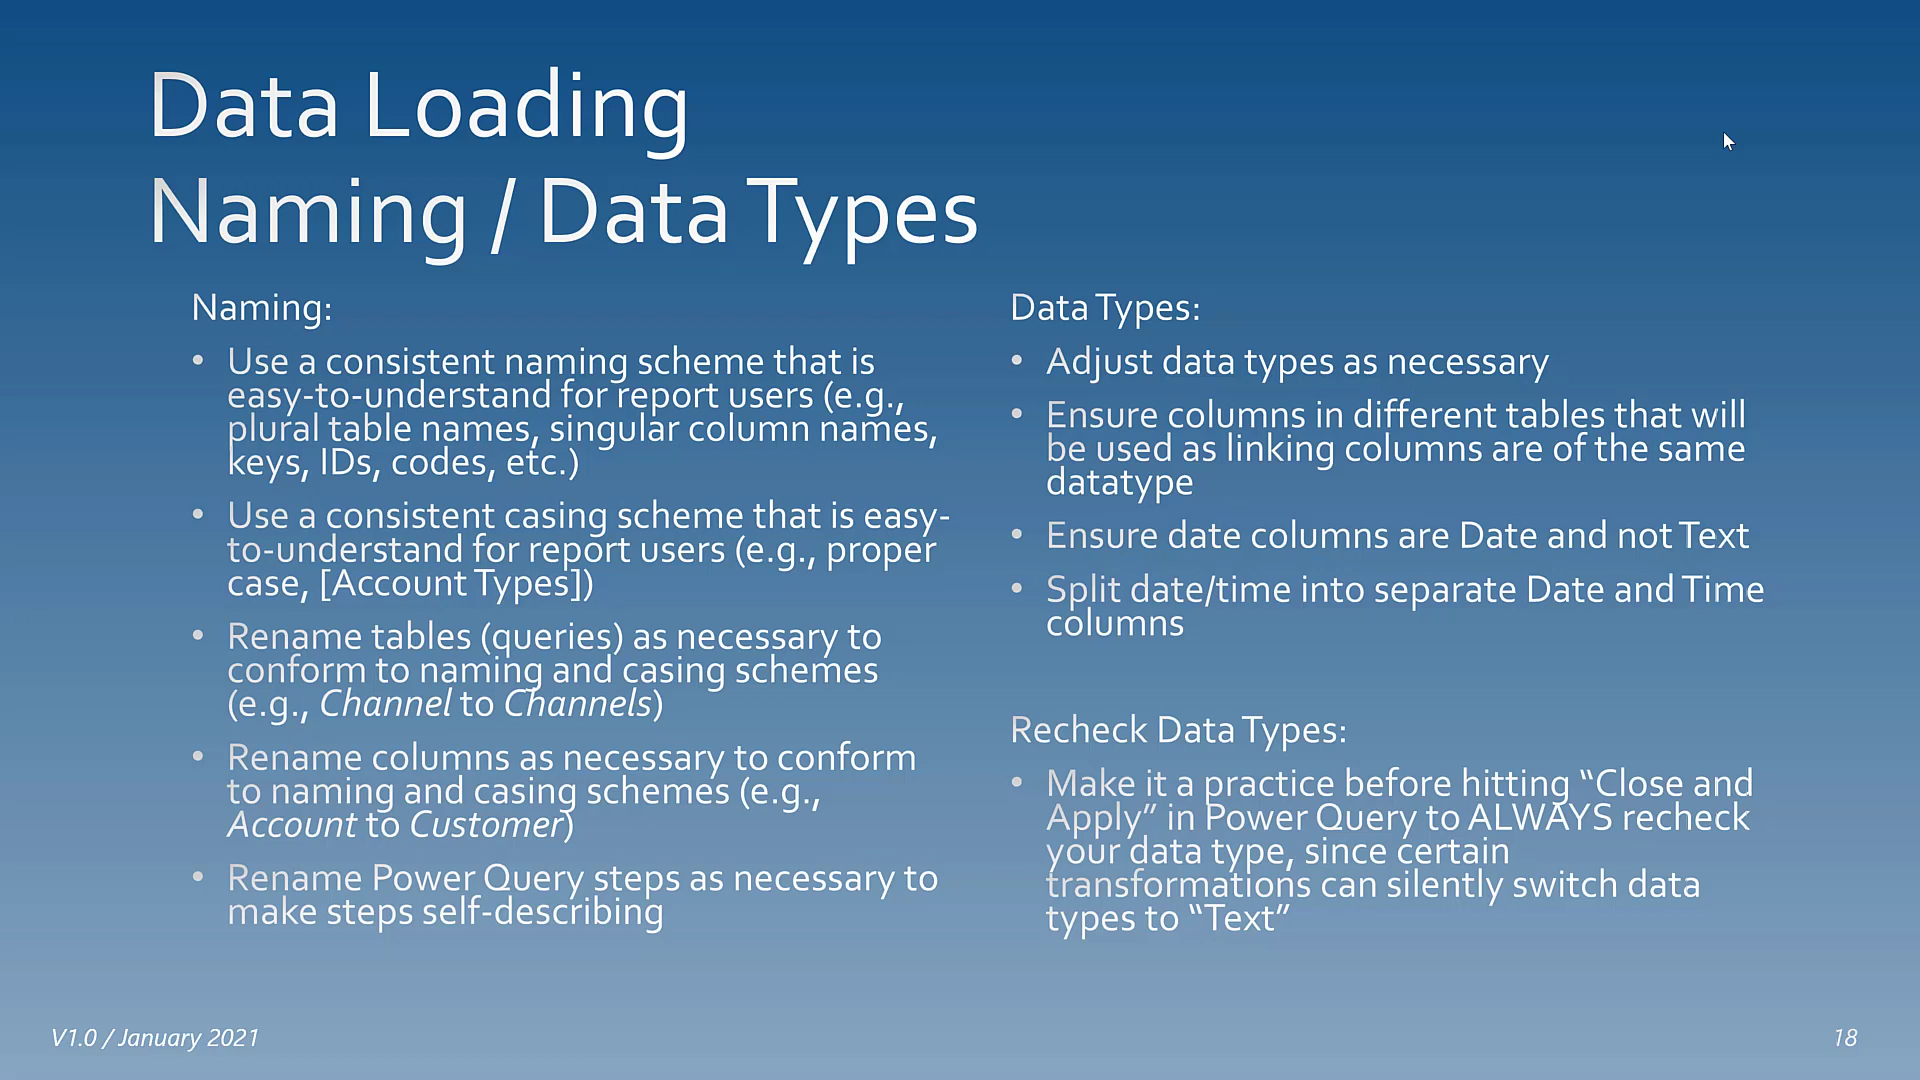 Data Loading
Naming / Data Types
Naming:
• Use a consistent naming scheme that is
easy-to-understand for report users (e.g.,
plural table names, singular column names,
keys, IDs, codes, etc.)
• Use a consistent casing scheme that is easy-
to-understand for report users (e.g., proper
case, [Account Types])
• Rename tables (queries) as necessary to
conform to naming and casing schemes
(e.g., Channel to Channels)
• Rename columns as necessary to conform
to naming and casing schemes (e.g.,
Account to Customer)
• Rename Power Query steps as necessary to
make steps self-describing
Data Types:
• Adjust data types as necessary
• Ensure columns in different tables that will
be used as linking columns are of the same
datatype
• Ensure date columns are Date and not Text
• Split date/time into separate Date and Time
columns
Recheck Data Types:
• Make it a practice before hitting “Close and
Apply” in Power Query to ALWAYS recheck
your data type, since certain
transformations can silently switch data
types to “Text”
V1.0 / January 2021
18